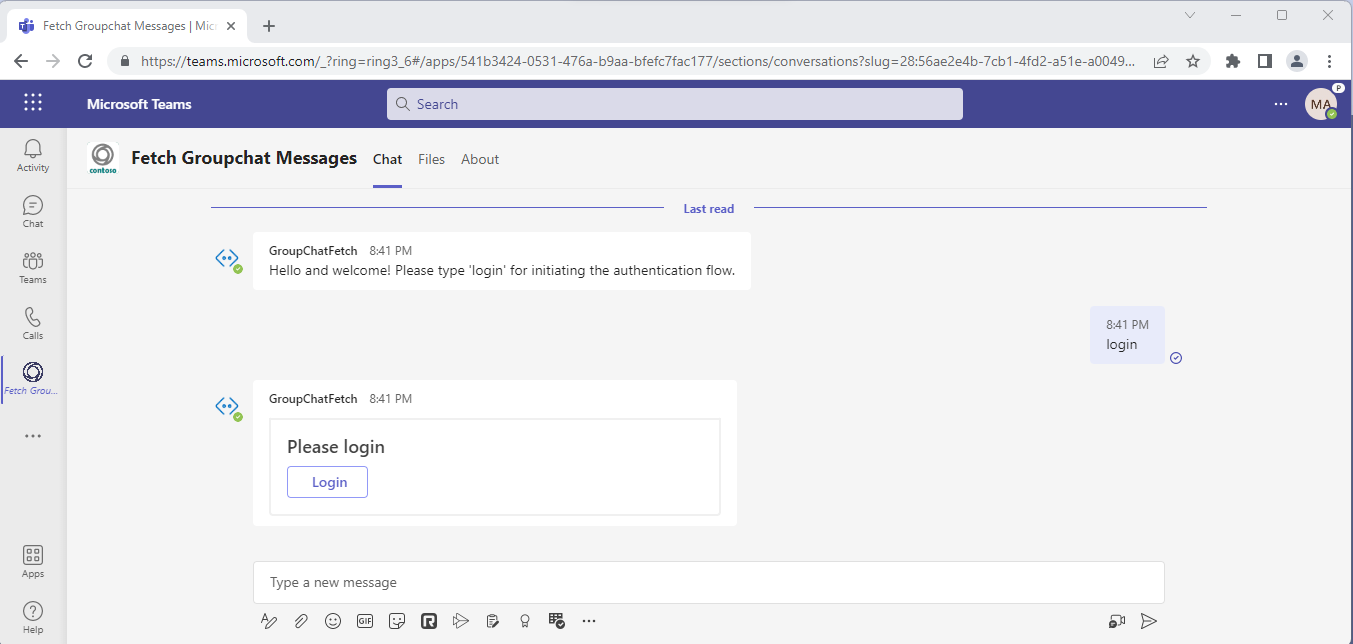 Fetch Groupchat Messages | Micr
https://teams.microsoft.com/_?ring=ring3_6#/apps/541b3424-0531-476a-b9aa-bfefc7fac177/sections/conversations?slug=28:56ae2e4b-7cb1-4fd2-a51e-a0049...
Microsoft Teams
Search
MA
P
Activity
Chat
Teams
Calls
Fetch Grou...
Apps
Help
contoso
Fetch Groupchat Messages
Chat Files About
Last read
GroupChatFetch 8:41 PM
Hello and welcome! Please type 'login' for initiating the authentication flow.
8:41 PM
login
GroupChatFetch 8:41 PM
Please login
Login
Type a new message
GIF